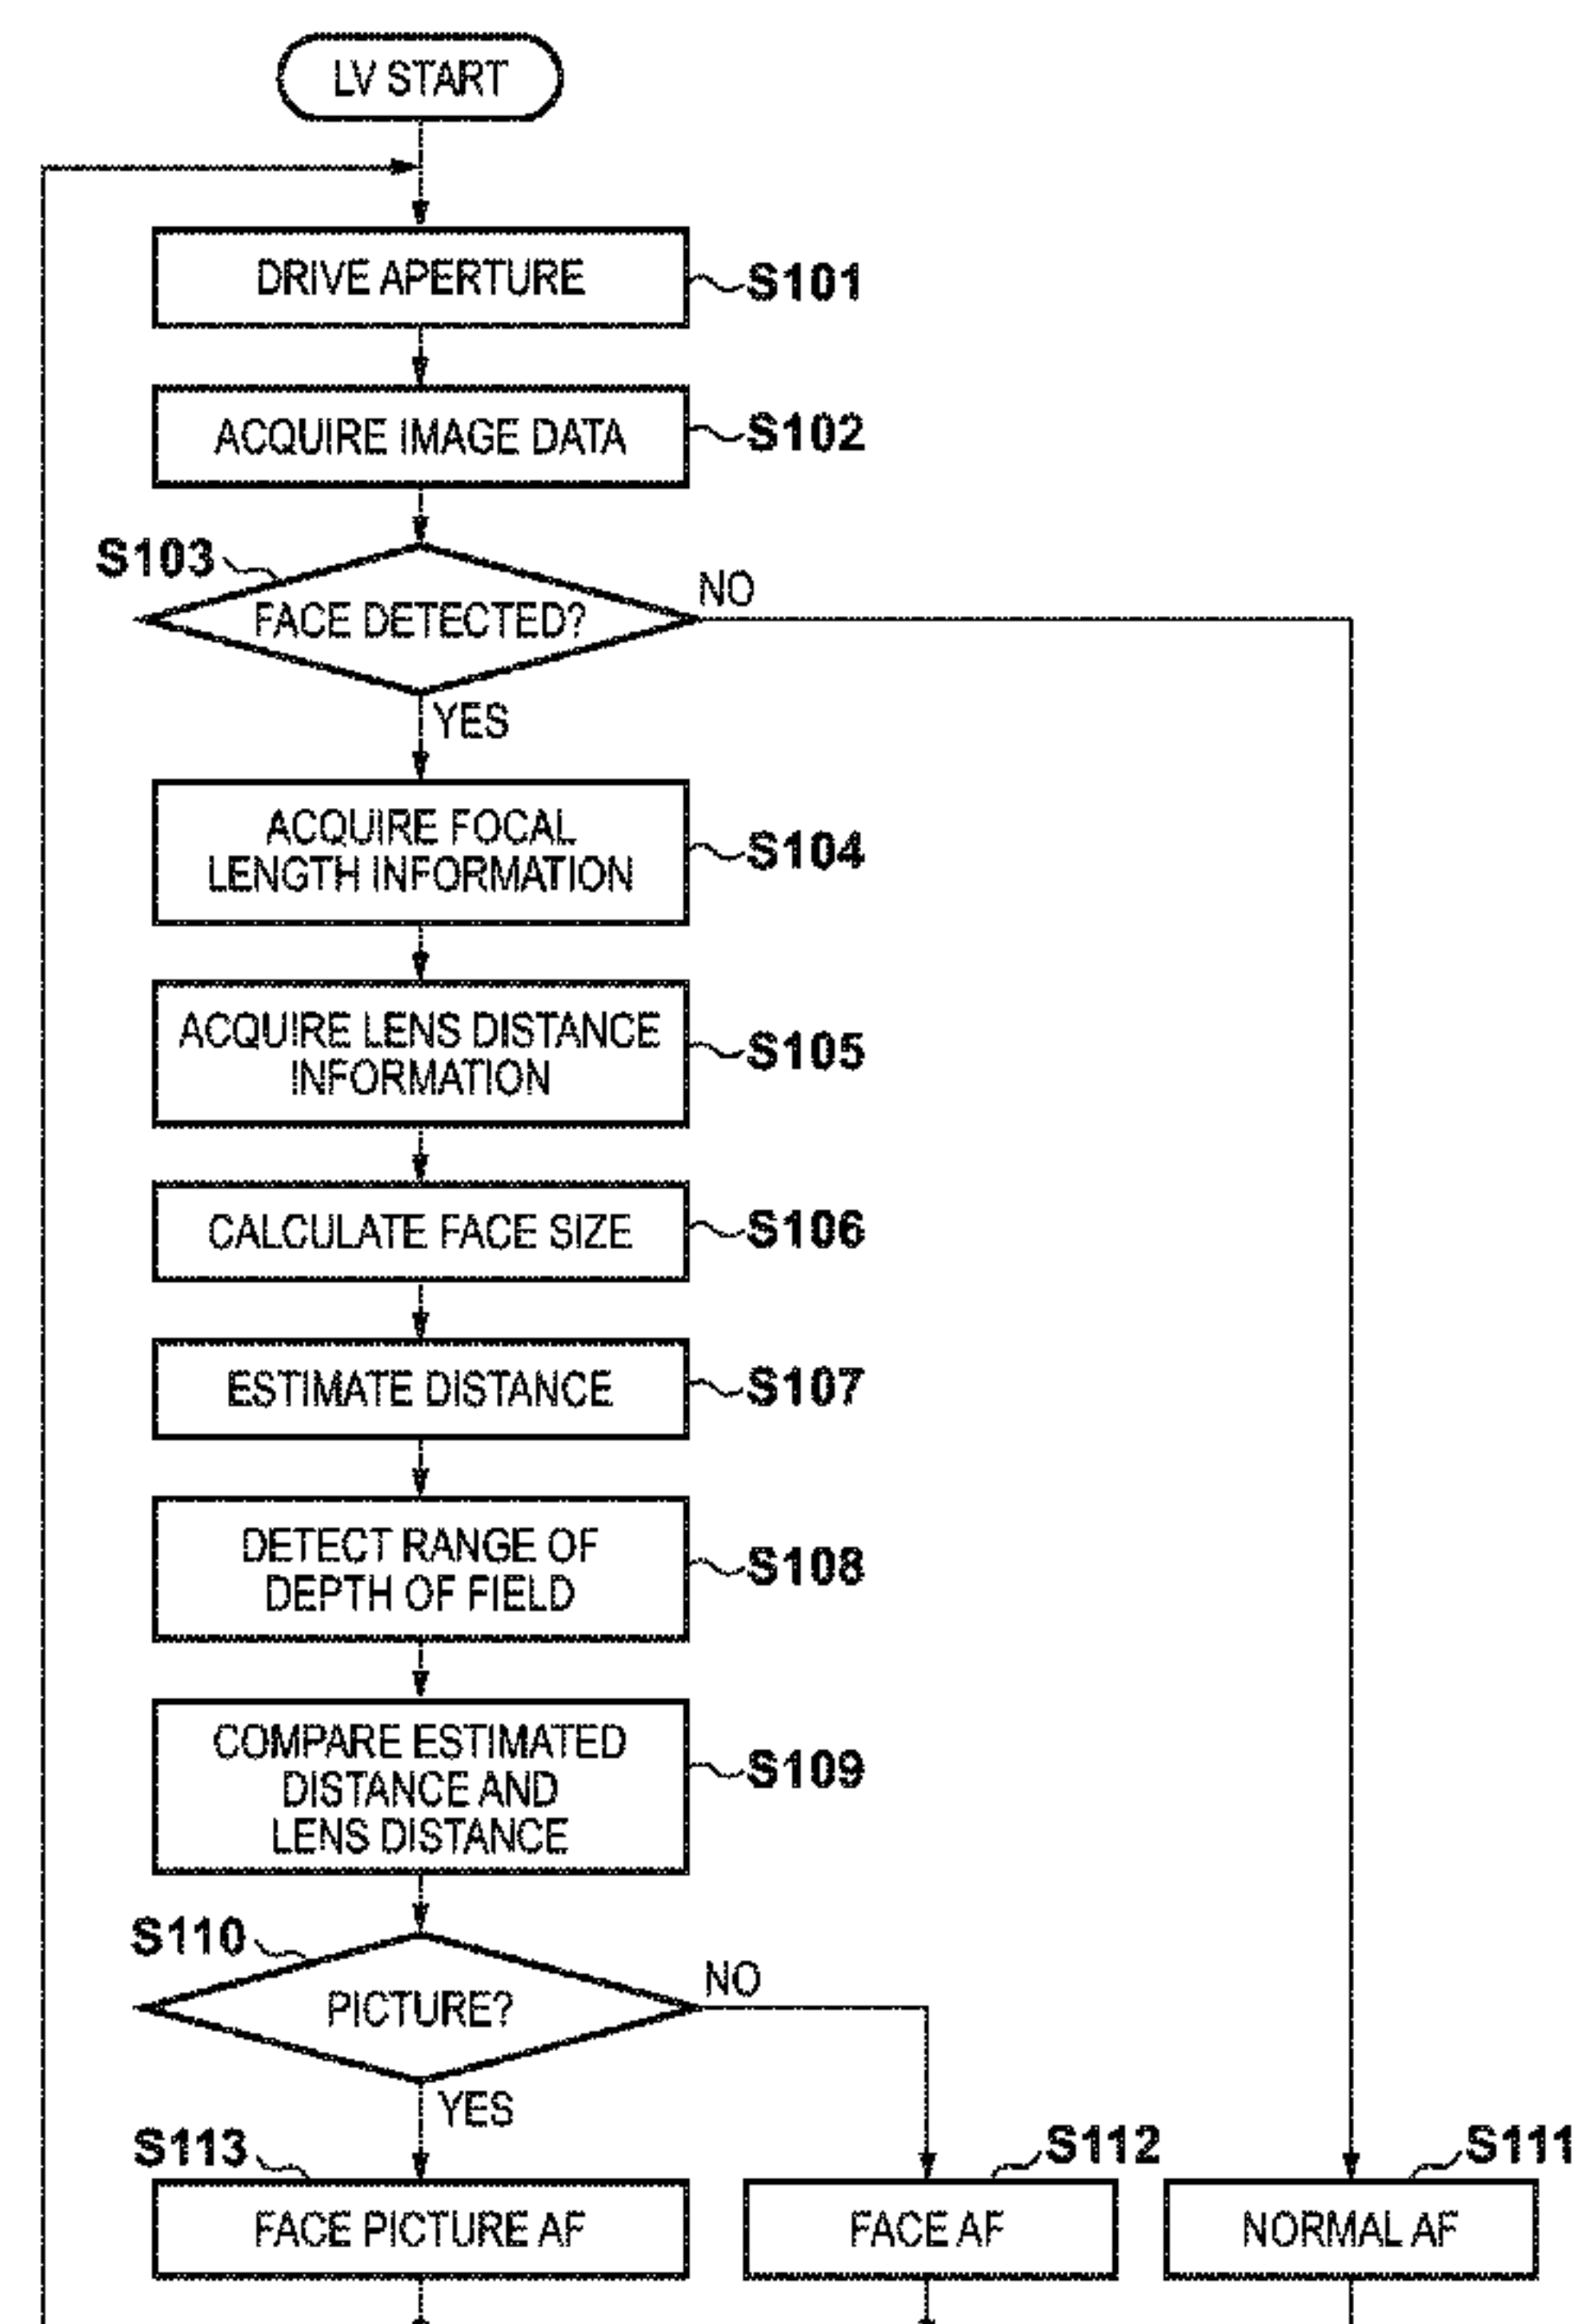 LV START
DRIVE APERTURE
S101
ACQUIRE IMAGE DATA
S102
S103
FACE DETECTED?
NO
YES
ACQUIRE FOCAL
LENGTH INFORMATION
S104
ACQUIRE LENS DISTANCE
INFORMATION
S105
CALCULATE FACE SIZE
S106
ESTIMATE DISTANCE
S107
DETECT RANGE OF
DEPTH OF FIELD
S108
COMPARE ESTIMATED
DISTANCE AND
LENS DISTANCE
S109
S110
PICTURE?
NO
YES
S113
FACE PICTURE AF
S112
FACE AF
S111
NORMAL AF